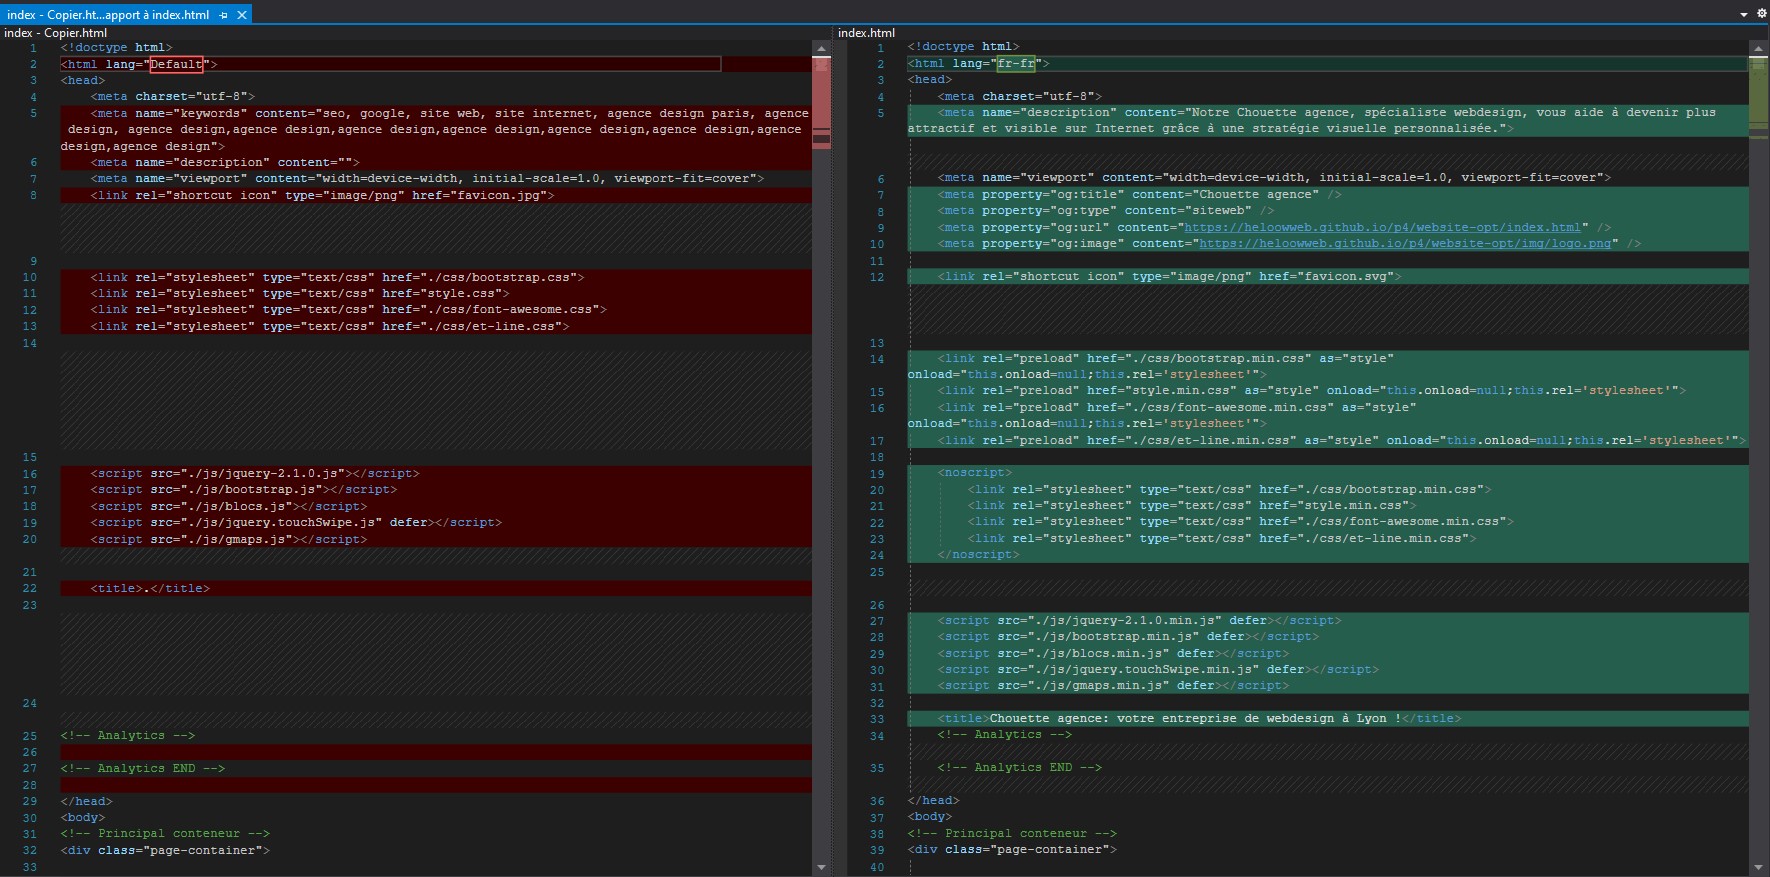 index - Copier.ht...apport à index.html
index - Copier.html
1 <!doctype html>
2 <html lang="Default">
3 <head>
4 <meta charset="utf-8">
5 <meta name="keywords" content="seo, google, site web, site internet, agence design paris, agence
design, agence design,agence design,agence design,agence design,agence design,agence design,agence
design,agence design">
6 <meta name="description" content="">
7 <meta name="viewport" content="width=device-width, initial-scale=1.0, viewport-fit=cover">
8 <link rel="shortcut icon" type="image/png" href="favicon.jpg">
9
10 <link rel="stylesheet" type="text/css" href="./css/bootstrap.css">
11 <link rel="stylesheet" type="text/css" href="style.css">
12 <link rel="stylesheet" type="text/css" href="./css/font-awesome.css">
13 <link rel="stylesheet" type="text/css" href="./css/et-line.css">
14
15
16 <script src="./js/jquery-2.1.0.js"></script>
17 <script src="./js/bootstrap.js"></script>
18 <script src="./js/blocs.js"></script>
19 <script src="./js/jquery.touchSwipe.js" defer></script>
20 <script src="./js/gmaps.js"></script>
21
22 <title>.</title>
23
24
25 <!-- Analytics -->
26
27 <!-- Analytics END -->
28
29 </head>
30 <body>
31 <!-- Principal conteneur -->
32 <div class="page-container">
33
index.html
1 <!doctype html>
2 <html lang="fr-fr">
3 <head>
4 <meta charset="utf-8">
5 <meta name="description" content="Notre Chouette agence, spécialiste webdesign, vous aide à devenir plus
attractif et visible sur Internet grâce à une stratégie visuelle personnalisée.">
6 <meta name="viewport" content="width=device-width, initial-scale=1.0, viewport-fit=cover">
7 <meta property="og:title" content="Chouette agence" />
8 <meta property="og:type" content="siteweb" />
9 <meta property="og:url" content="https://heloowweb.github.io/p4/website-opt/index.html" />
10 <meta property="og:image" content="https://heloowweb.github.io/p4/website-opt/img/logo.png" />
11
12 <link rel="shortcut icon" type="image/png" href="favicon.svg">
13
14 <link rel="preload" href="./css/bootstrap.min.css" as="style"
onload="this.onload=null;this.rel='stylesheet'">
15 <link rel="preload" href="style.min.css" as="style" onload="this.onload=null;this.rel='stylesheet'">
16 <link rel="preload" href="./css/font-awesome.min.css" as="style"
onload="this.onload=null;this.rel='stylesheet'">
17 <link rel="preload" href="./css/et-line.min.css" as="style" onload="this.onload=null;this.rel='stylesheet'">
18
19 <noscript>
20 <link rel="stylesheet" type="text/css" href="./css/bootstrap.min.css">
21 <link rel="stylesheet" type="text/css" href="style.min.css">
22 <link rel="stylesheet" type="text/css" href="./css/font-awesome.min.css">
23 <link rel="stylesheet" type="text/css" href="./css/et-line.min.css">
24 </noscript>
25
26
27 <script src="./js/jquery-2.1.0.min.js" defer></script>
28 <script src="./js/bootstrap.min.js" defer></script>
29 <script src="./js/blocs.min.js" defer></script>
30 <script src="./js/jquery.touchSwipe.min.js" defer></script>
31 <script src="./js/gmaps.min.js" defer></script>
32
33 <title>Chouette agence: votre entreprise de webdesign à Lyon !</title>
34 <!-- Analytics -->
35 <!-- Analytics END -->
36 </head>
37 <body>
38 <!-- Principal conteneur -->
39 <div class="page-container">
40